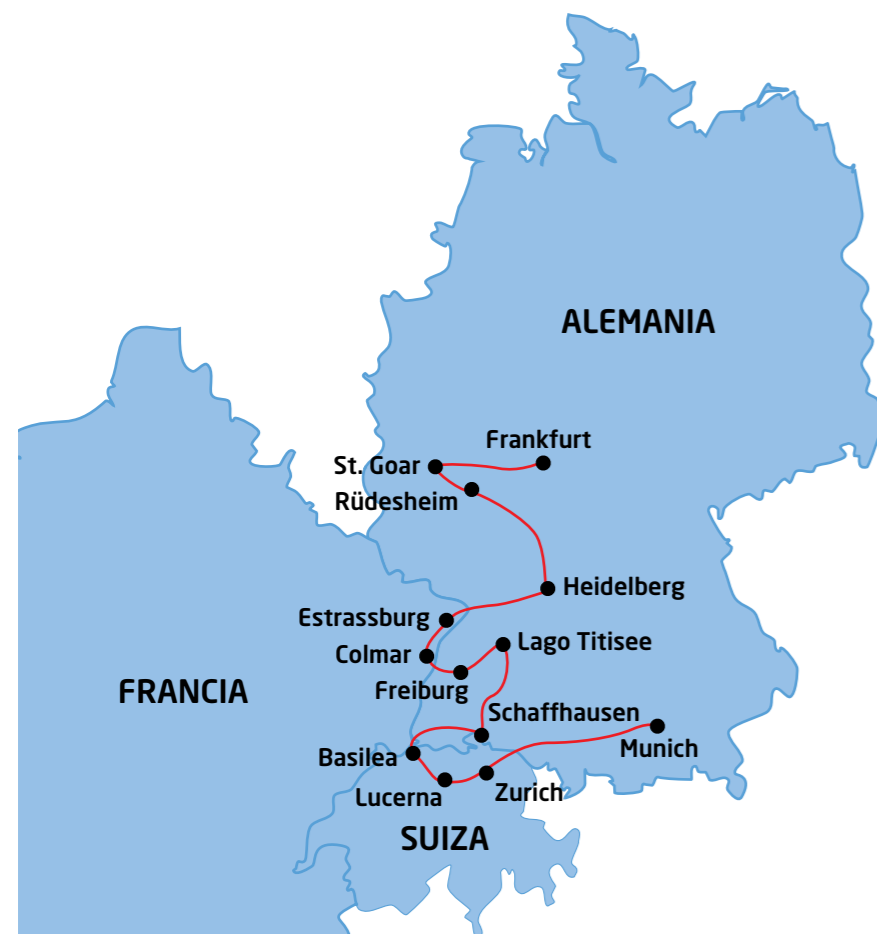 ALEMANIA
Frankfurt
St. Goar
Rüdesheim
Heidelberg
Estrassburg
Lago Titisee
Colmar
Freiburg
FRANCIA
Schaffhausen
Munich
Basilea
Zurich
Lucerna
SUIZA